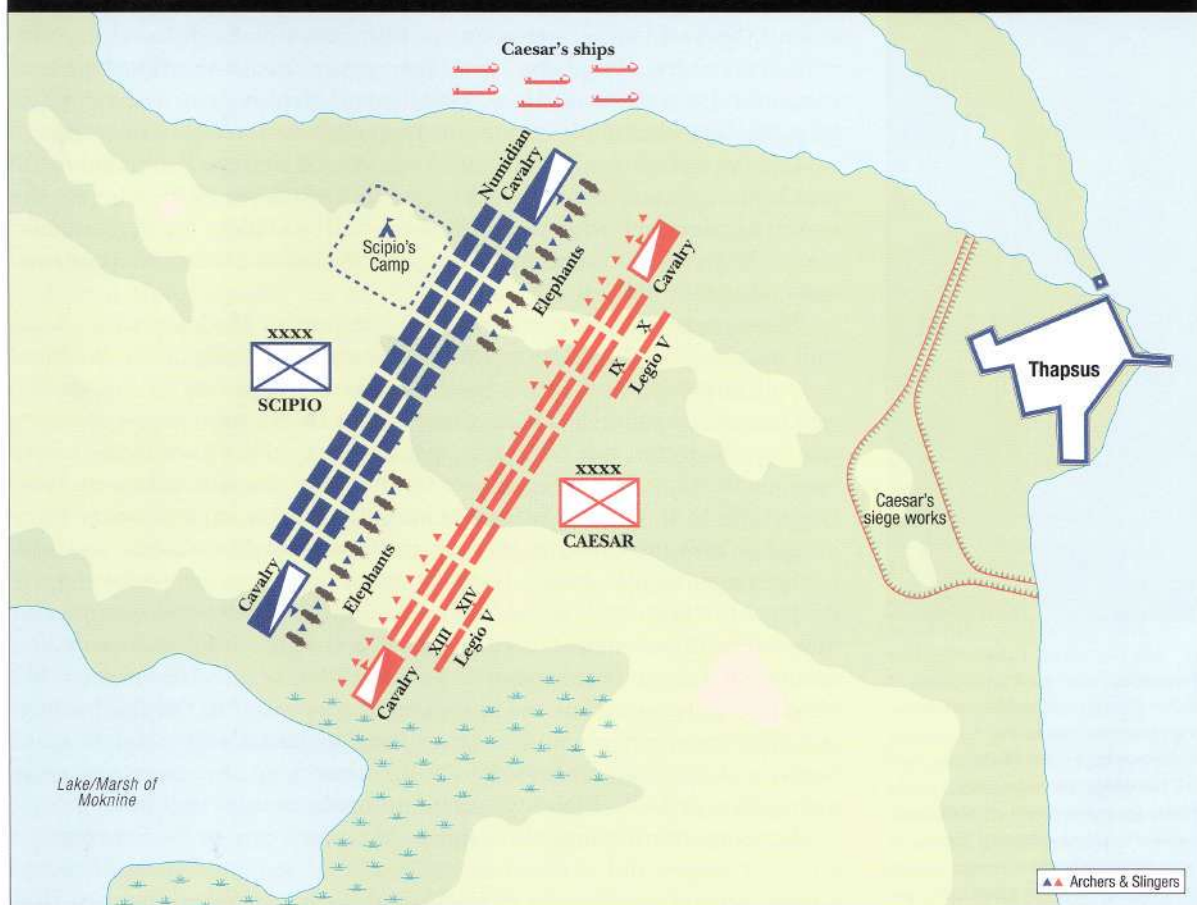 Caesar's ships
Numidian
Cavalry
Scipio's
Camp
Elephants
Cavalry
X
IX
Legio V
XXXX
SCIPIO
Thapsus
XXXX
CAESAR
Caesar's
siege works
Elephants
Cavalry
XIV
XIII
Legio V
Cavalry
Lake/Marsh of
Moknine
Archers & Slingers